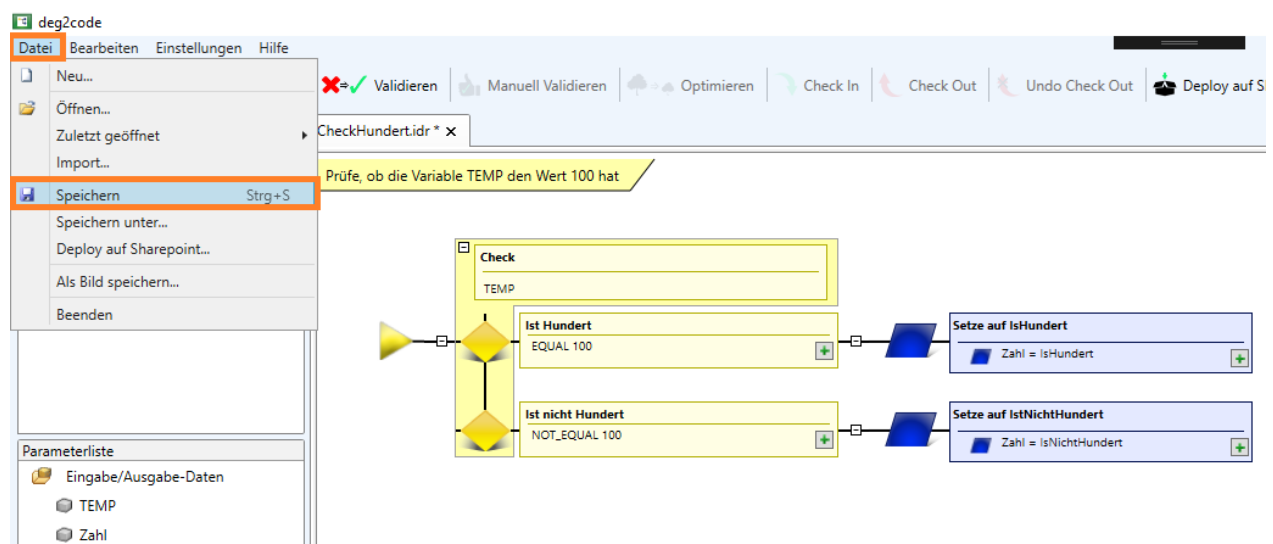 deg2code
Datei Bearbeiten Einstellungen Hilfe
Neu...
Öffnen...
Zuletzt geöffnet
Import...
Speichern Strg+S
Speichern unter...
Deploy auf Sharepoint...
Als Bild speichern...
Beenden
Validieren Manuell Validieren Optimieren Check In Check Out Undo Check Out Deploy auf
CheckHundert.idr *
Prüfe, ob die Variable TEMP den Wert 100 hat
Check
TEMP
Ist Hundert
EQUAL 100
Setze auf IsHundert
Zahl = IsHundert
Ist nicht Hundert
NOT_EQUAL 100
Setze auf IstNichtHundert
Zahl = IsNichtHundert
Parameterliste
Eingabe/Ausgabe-Daten
TEMP
Zahl